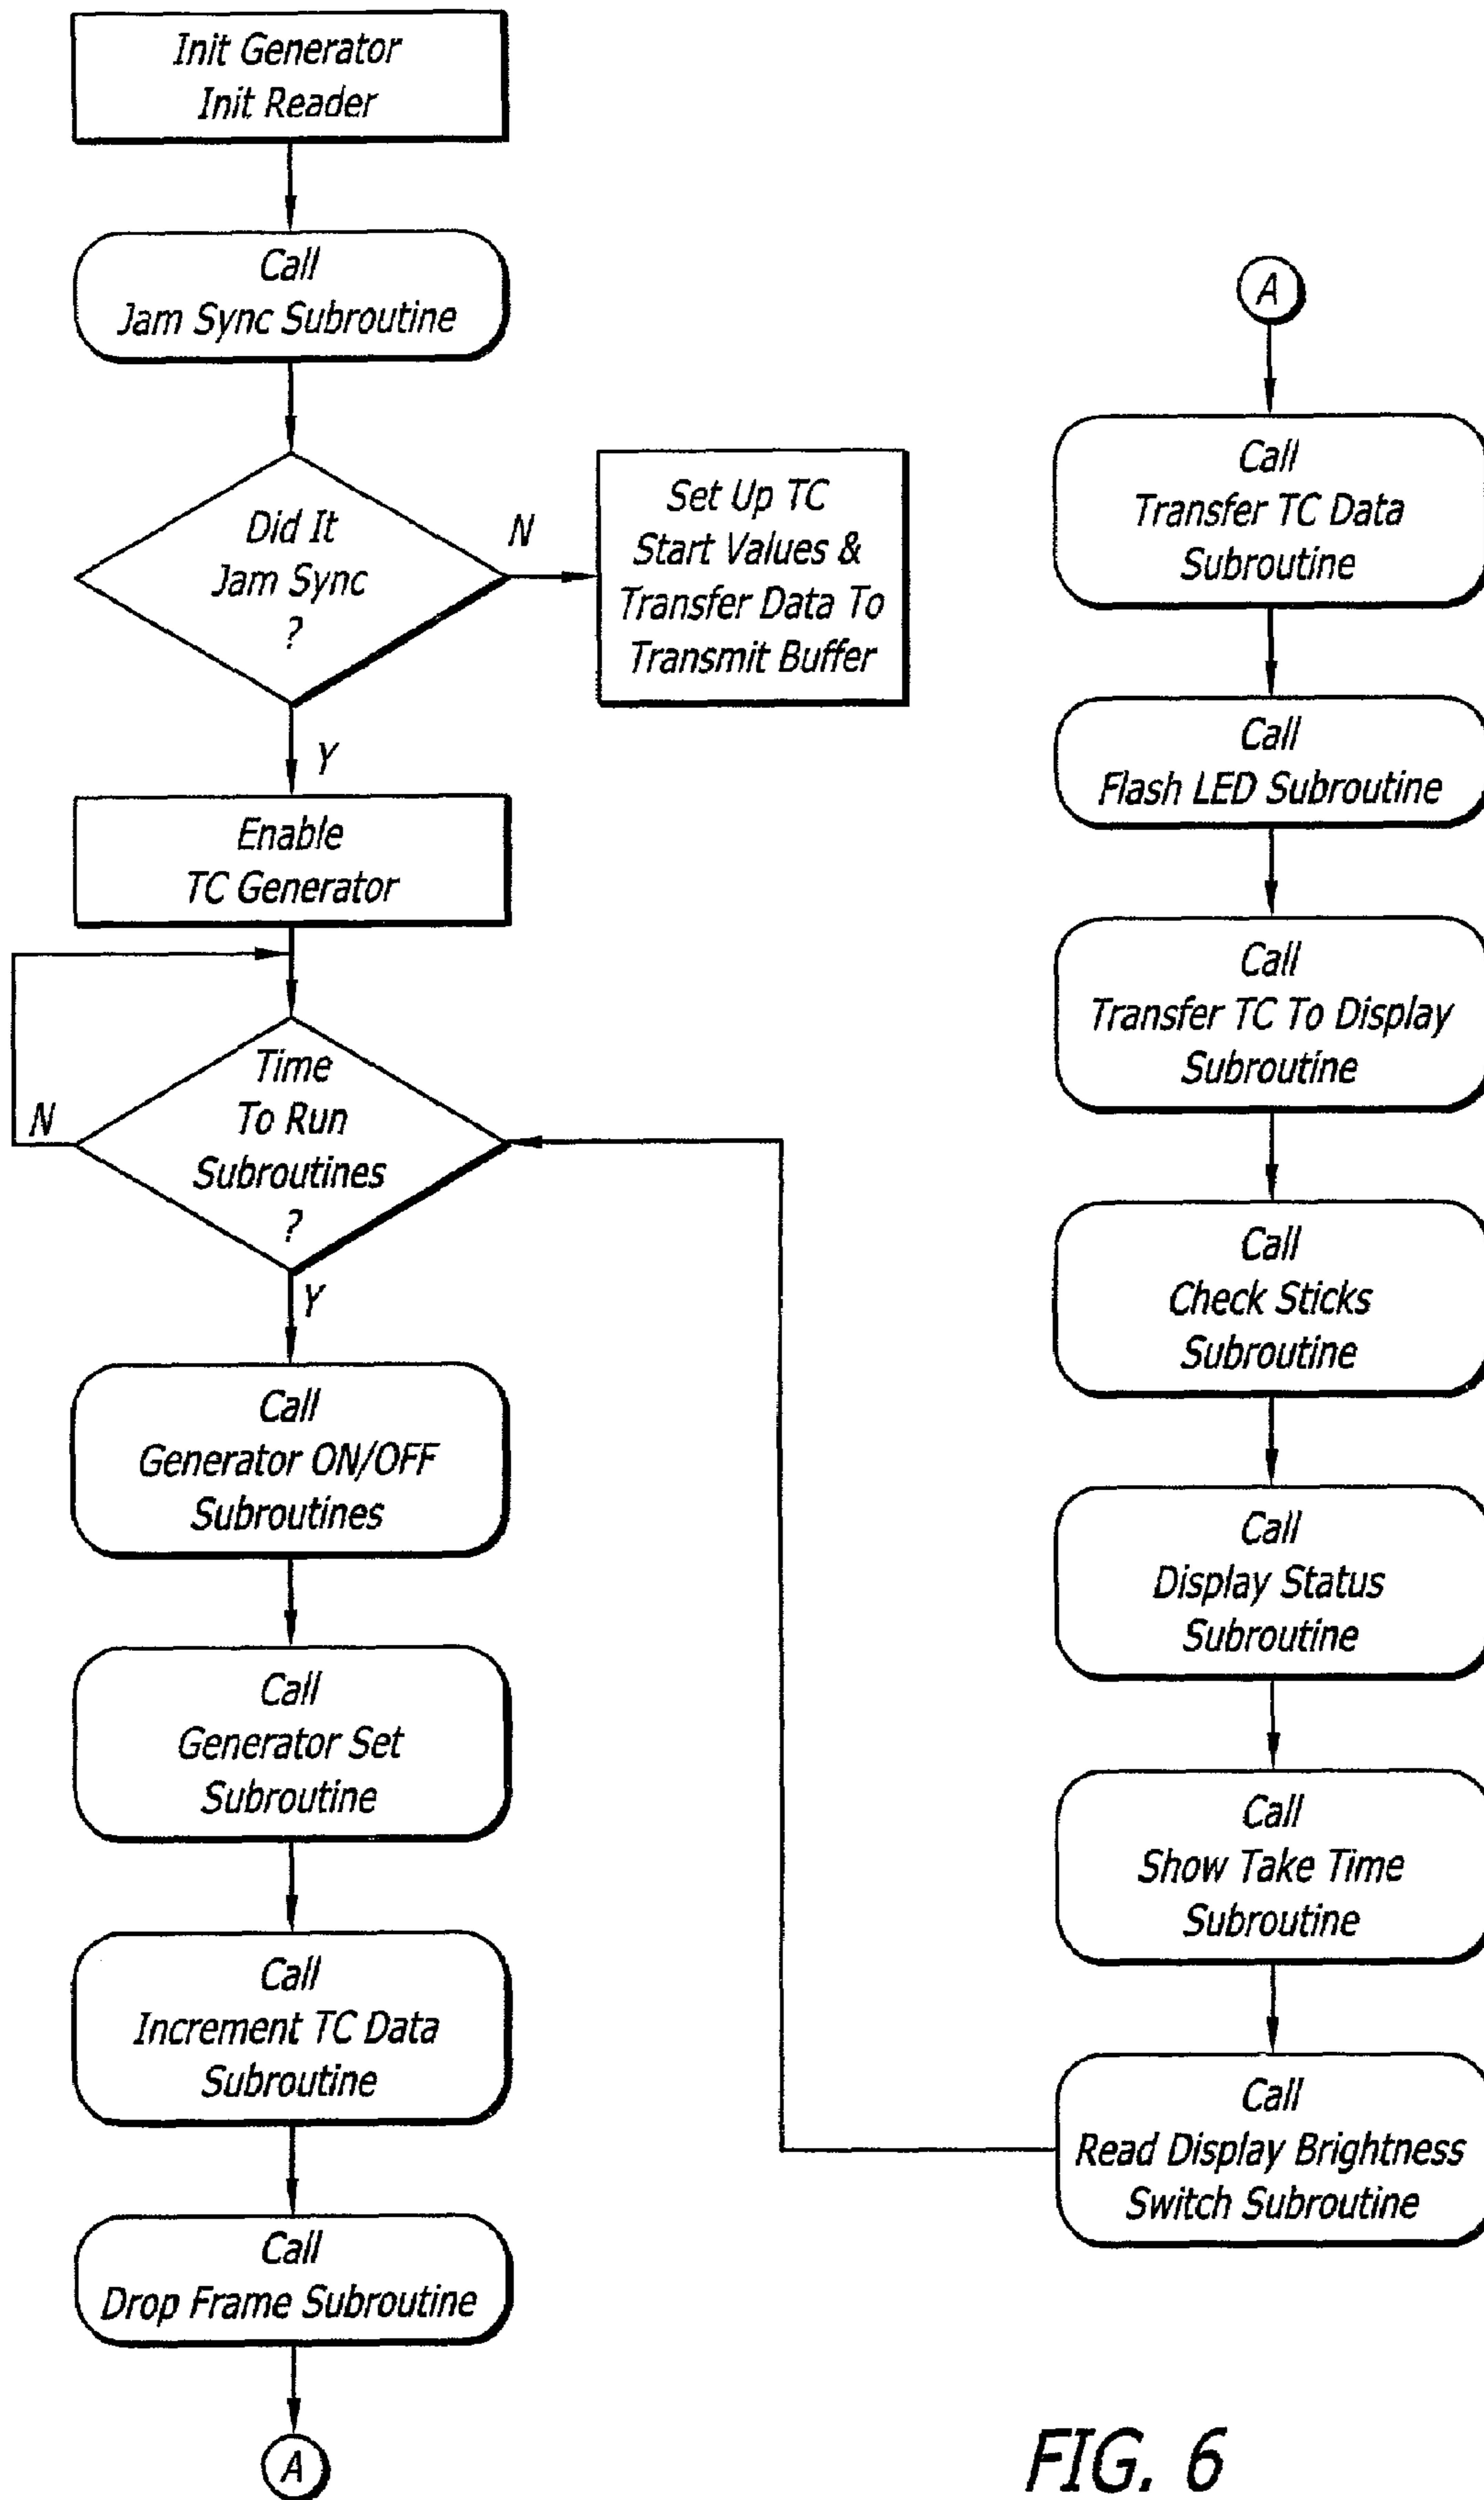 Init Generator
Init Reader
Call
Jam Sync Subroutine
Did It
Jam Sync
?
N
Set Up TC
Start Values &
Transfer Data To
Transmit Buffer
Y
Enable
TC Generator
Time
To Run
Subroutines
?
N
Y
Call
Generator ON/OFF
Subroutines
Call
Generator Set
Subroutine
Call
Increment TC Data
Subroutine
Call
Drop Frame Subroutine
A
A
Call
Transfer TC Data
Subroutine
Call
Flash LED Subroutine
Call
Transfer TC To Display
Subroutine
Call
Check Sticks
Subroutine
Call
Display Status
Subroutine
Call
Show Take Time
Subroutine
Call
Read Display Brightness
Switch Subroutine
FIG. 6